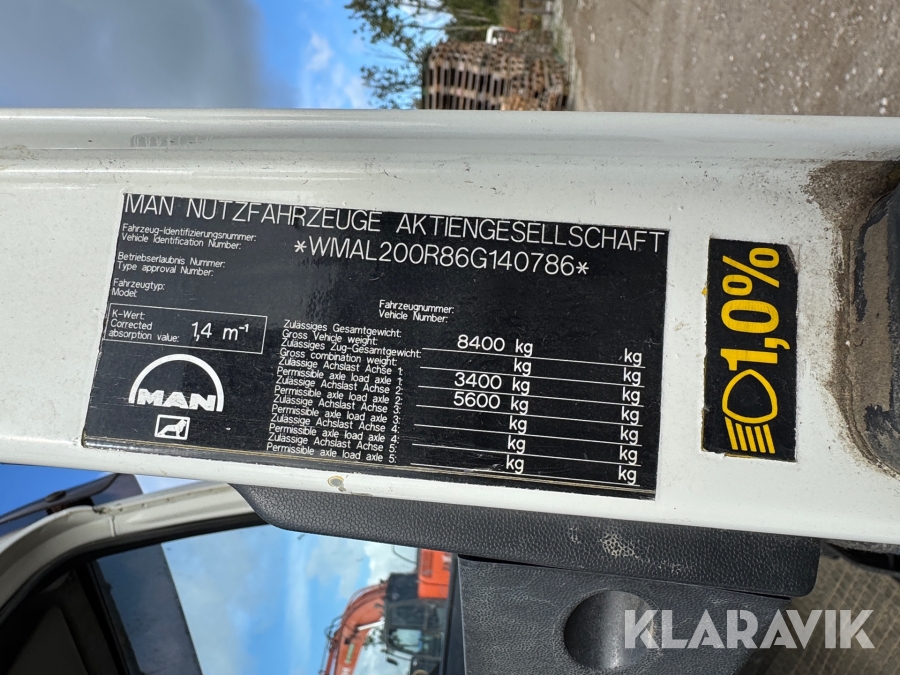 MAN NUTZFAHRZEUGE AKTIENGESELLSCHAFT
Fahrzeug-Identifizierungsnummer:
Vehicle Identification Number:
*WMAL200R86G140786*
Betriebserlaubnis Nummer:
Type approval Number:
Fahrzeugtyp:
Model:
Fahrzeugnummer:
Vehicle Number:
K-Wert:
Corrected
absorption value: 1,4 m⁻¹
Zulässiges Gesamtgewicht:
Gross Vehicle weight: 8400 kg kg
Zulässiges Zug-Gesamtgewicht:
Gross combination weight: kg kg
Zulässige Achslast Achse 1:
Permissible axle load axle 1: 3400 kg kg
Zulässige Achslast Achse 2:
Permissible axle load axle 2: 5600 kg kg
Zulässige Achslast Achse 3:
Permissible axle load axle 3: kg kg
Zulässige Achslast Achse 4:
Permissible axle load axle 4: kg kg
Zulässige Achslast Achse 5:
Permissible axle load axle 5: kg kg
MAN
1,0%
KLARAVIK